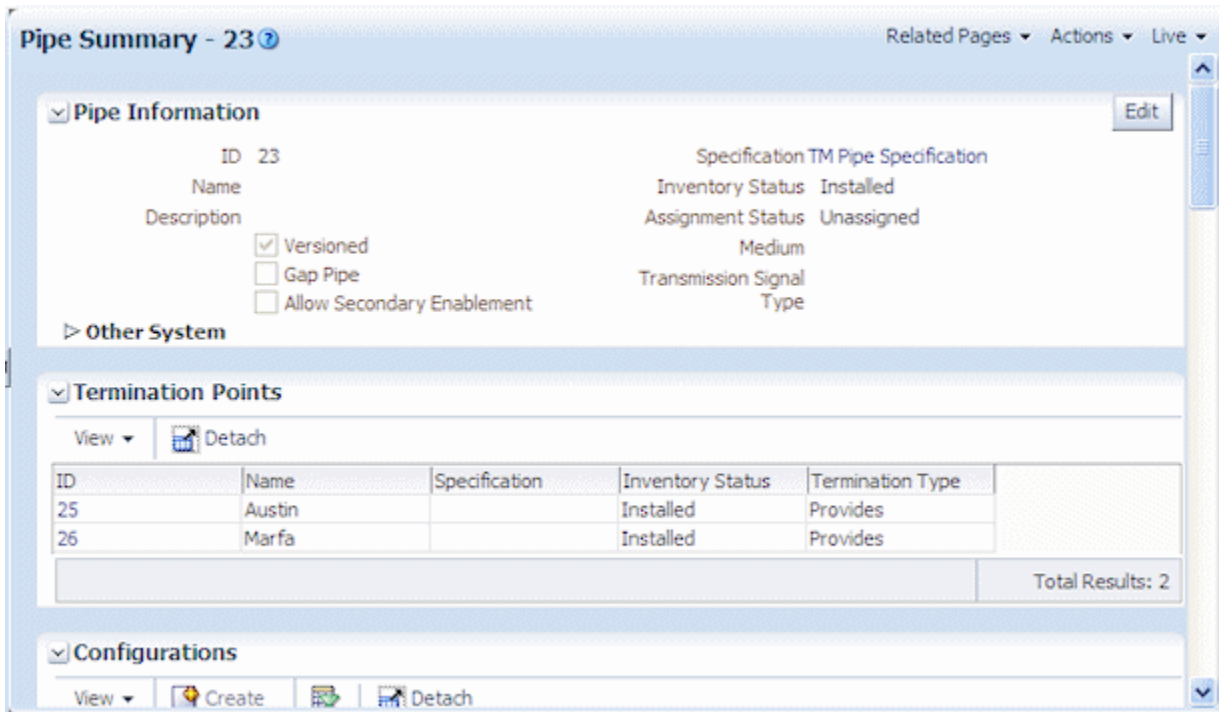 Pipe Summary - 23
Related Pages Actions Live
Pipe Information Edit
ID 23 Specification TM Pipe Specification
Name Inventory Status Installed
Description Assignment Status Unassigned
Versioned Medium
Gap Pipe Transmission Signal
Allow Secondary Enablement Type
Other System
Termination Points
View Detach
ID Name Specification Inventory Status Termination Type
25 Austin Installed Provides
26 Marfa Installed Provides
Total Results: 2
Configurations
View Create Detach